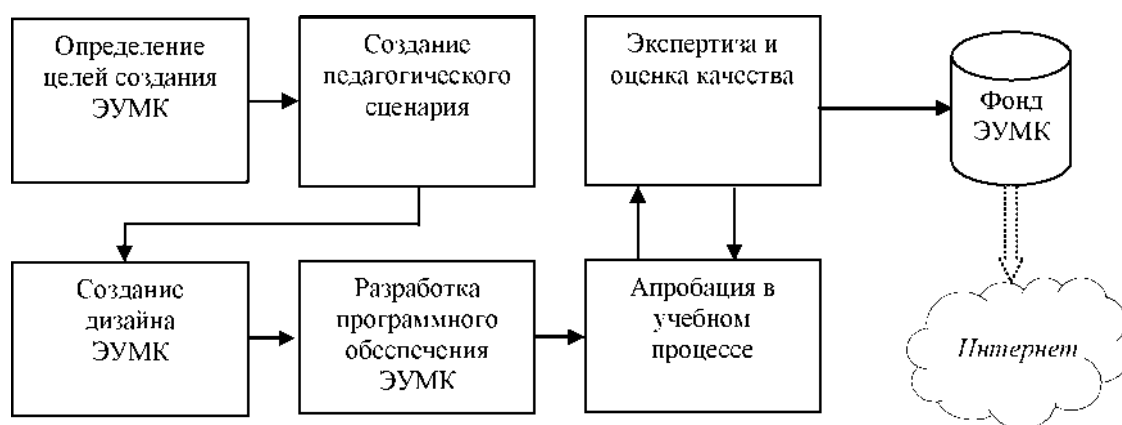 Определение
целей создания
ЭУМК
Создание
педагогического
сценария
Экспертиза и
оценка качества
Фонд
ЭУМК
Создание
дизайна
ЭУМК
Разработка
программного
обеспечения
ЭУМК
Апробация в
учебном
процессе
Интернет